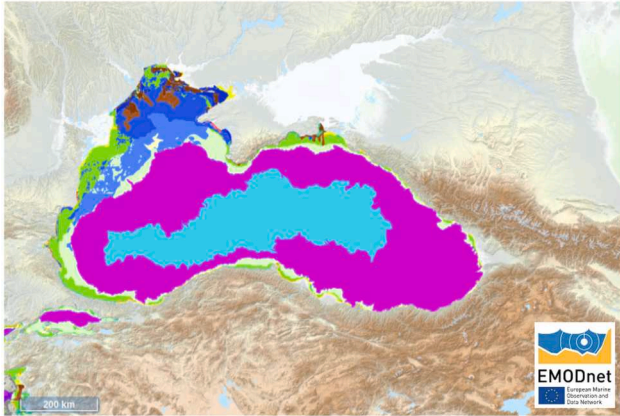 200 km
EMODnet
European Marine
Observation and
Data Network